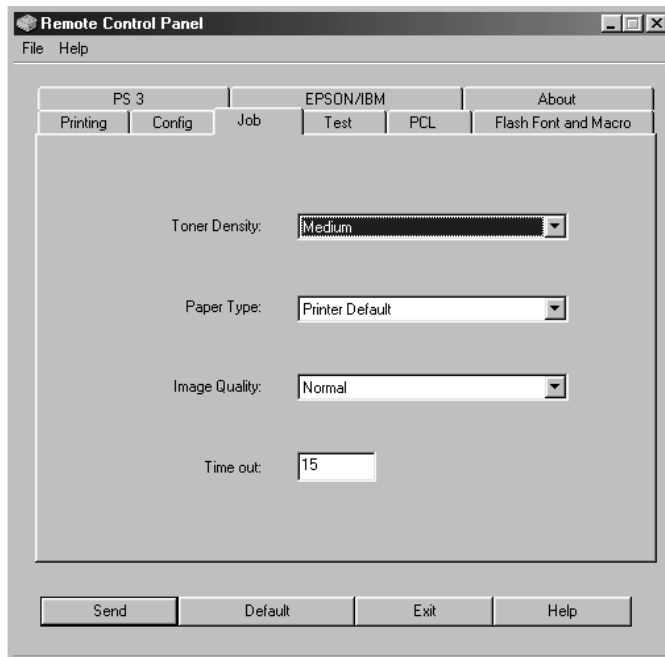 Remote Control Panel
File Help
PS 3 EPSON/IBM About
Printing Config Job Test PCL Flash Font and Macro
Toner Density: Medium
Paper Type: Printer Default
Image Quality: Normal
Time out: 15
Send Default Exit Help